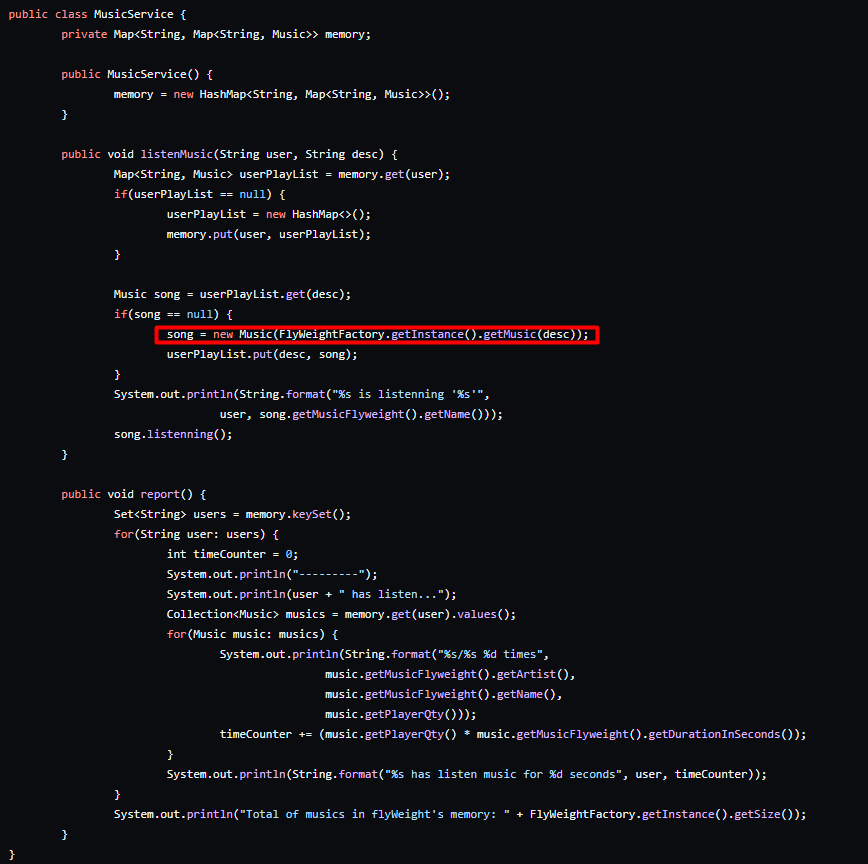 public class MusicService {
private Map<String, Map<String, Music>> memory;
public MusicService() {
memory = new HashMap<String, Map<String, Music>>();
}
public void listenMusic(String user, String desc) {
Map<String, Music> userPlayList = memory.get(user);
if(userPlayList == null) {
userPlayList = new HashMap<>();
memory.put(user, userPlayList);
}
Music song = userPlayList.get(desc);
if(song == null) {
song = new Music(FlyWeightFactory.getInstance().getMusic(desc));
userPlayList.put(desc, song);
}
System.out.println(String.format("%s is listenning '%s'",
user, song.getMusicFlyweight().getName()));
song.listenning();
}
public void report() {
Set<String> users = memory.keySet();
for(String user: users) {
int timeCounter = 0;
System.out.println("---------");
System.out.println(user + " has listen...");
Collection<Music> musics = memory.get(user).values();
for(Music music: musics) {
System.out.println(String.format("%s/%s %d times",
music.getMusicFlyweight().getArtist(),
music.getMusicFlyweight().getName(),
music.getPlayerQty()));
timeCounter += (music.getPlayerQty() * music.getMusicFlyweight().getDurationInSeconds());
}
System.out.println(String.format("%s has listen music for %d seconds", user, timeCounter));
}
System.out.println("Total of musics in flyWeight's memory: " + FlyWeightFactory.getInstance().getSize());
}
}